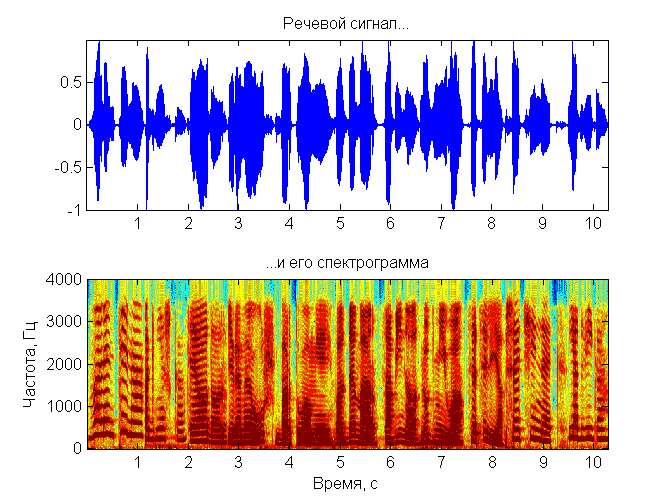 Речевой сигнал...
0.5
0
-0.5
-1
1 2 3 4 5 6 7 8 9 10
...и его спектрограмма
4000
3000
2000
1000
0
Частота, Гц
1 2 3 4 5 6 7 8 9 10
Время, с